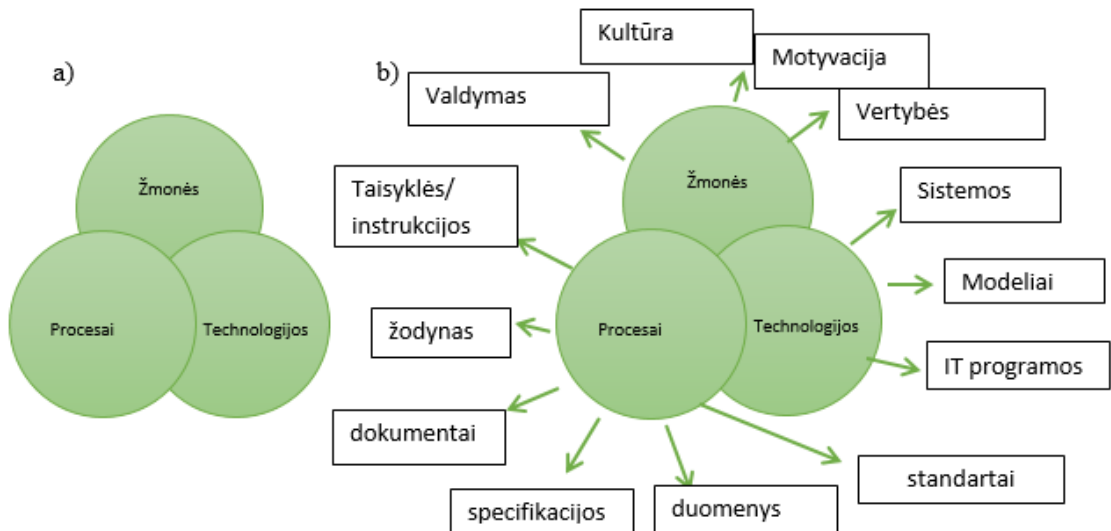 a)
Žmonės
Procesai
Technologijos
b)
Kultūra
Motyvacija
Valdymas
Vertybės
Žmonės
Taisyklės/
instrukcijos
Sistemos
Modeliai
žodynas
Procesai
Technologijos
IT programos
dokumentai
standartai
specifikacijos
duomenys